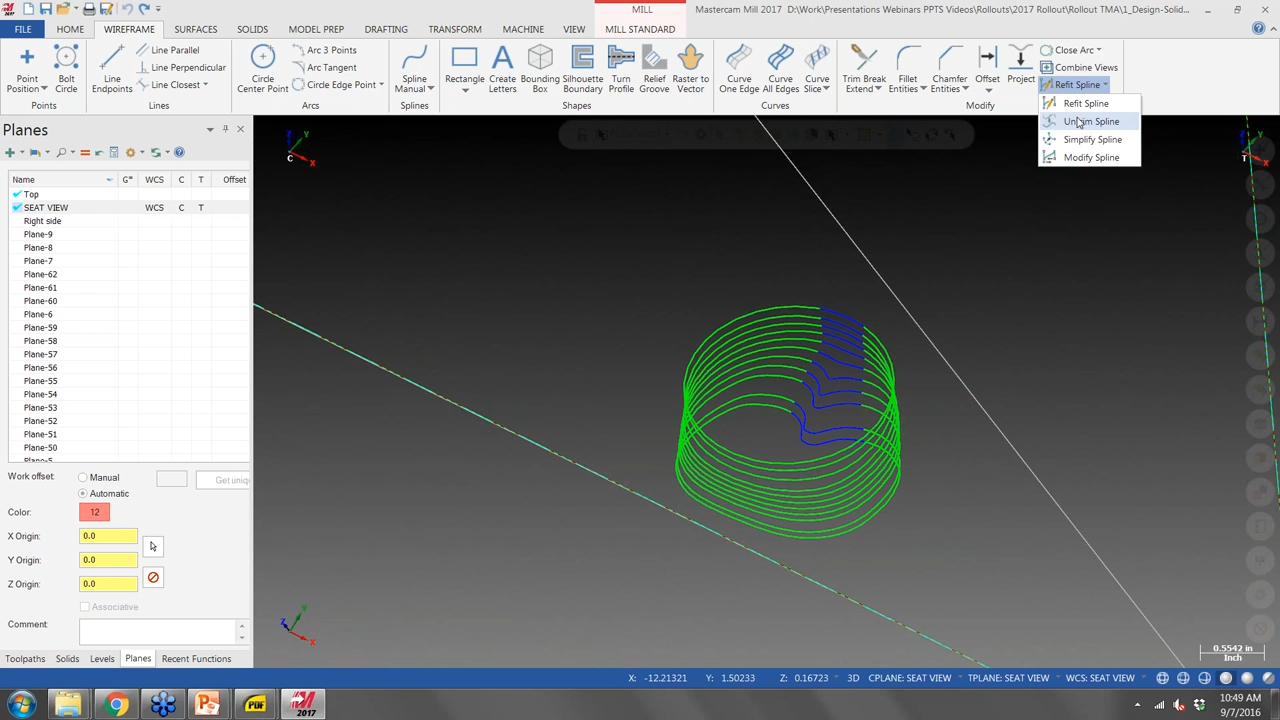 MILL
Mastercam Mill 2017 D:\Work\Presentations Webinars PPTS Videos\Rollouts\2017 Rollout\Rollout TMA\1_Design-Solid...
FILE HOME WIREFRAME SURFACES SOLIDS MODEL PREP DRAFTING TRANSFORM MACHINE VIEW MILL STANDARD
Point Position
Bolt Circle
Points
Line Endpoints
Line Parallel
Line Perpendicular
Line Closest
Lines
Circle Center Point
Arc 3 Points
Arc Tangent
Circle Edge Point
Arcs
Spline Manual
Splines
Rectangle
Create Letters
Bounding Box
Silhouette Boundary
Turn Profile
Relief Groove
Raster to Vector
Shapes
Curve One Edge
Curve All Edges
Curve Slice
Curves
Trim Break Extend
Fillet Entities
Chamfer Entities
Offset
Project
Close Arc
Combine Views
Refit Spline
Modify
Refit Spline
Untrim Spline
Simplify Spline
Modify Spline
Planes
Name G WCS C T Offset
Top
SEAT VIEW WCS C T
Right side
Plane-9
Plane-8
Plane-7
Plane-62
Plane-61
Plane-60
Plane-6
Plane-59
Plane-58
Plane-57
Plane-56
Plane-55
Plane-54
Plane-53
Plane-52
Plane-51
Plane-50
Plane-5
Work offset: Manual Get uniq
Automatic
Color: 12
X Origin: 0.0
Y Origin: 0.0
Z Origin: 0.0
Associative
Comment:
Toolpaths Solids Levels Planes Recent Functions
Z Y
C X
Y
T X
Z Y
X
0.5542 in
Inch
X: -12.21321 Y: 1.50233 Z: 0.16723 3D CPLANE: SEAT VIEW TPLANE: SEAT VIEW WCS: SEAT VIEW
PDF
2017
10:49 AM
9/7/2016